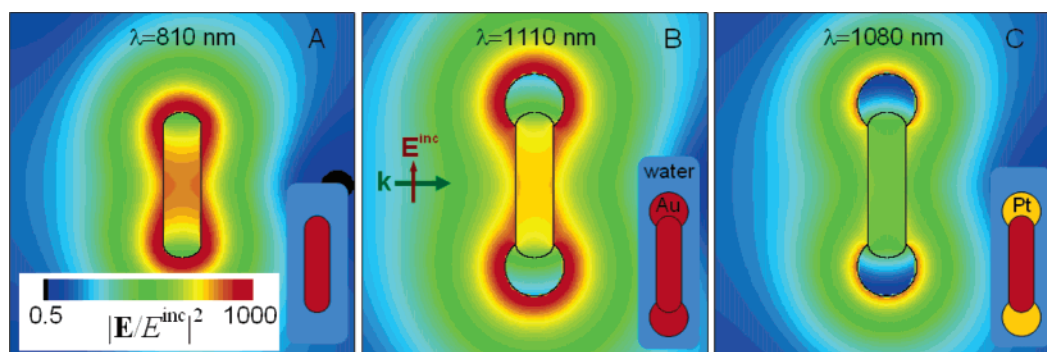 λ=810 nm
A
0.5
1000
|E/E^inc|²
λ=1110 nm
B
E^inc
k
water
Au
λ=1080 nm
C
Pt